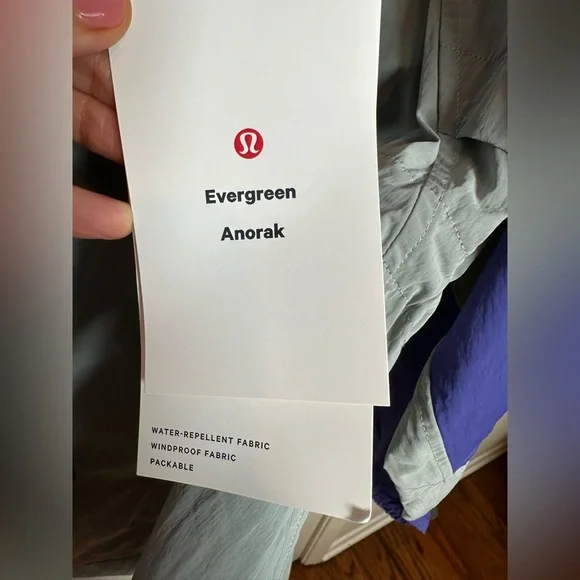 Evergreen
Anorak
WATER-REPELLENT FABRIC
WINDPROOF FABRIC
PACKABLE